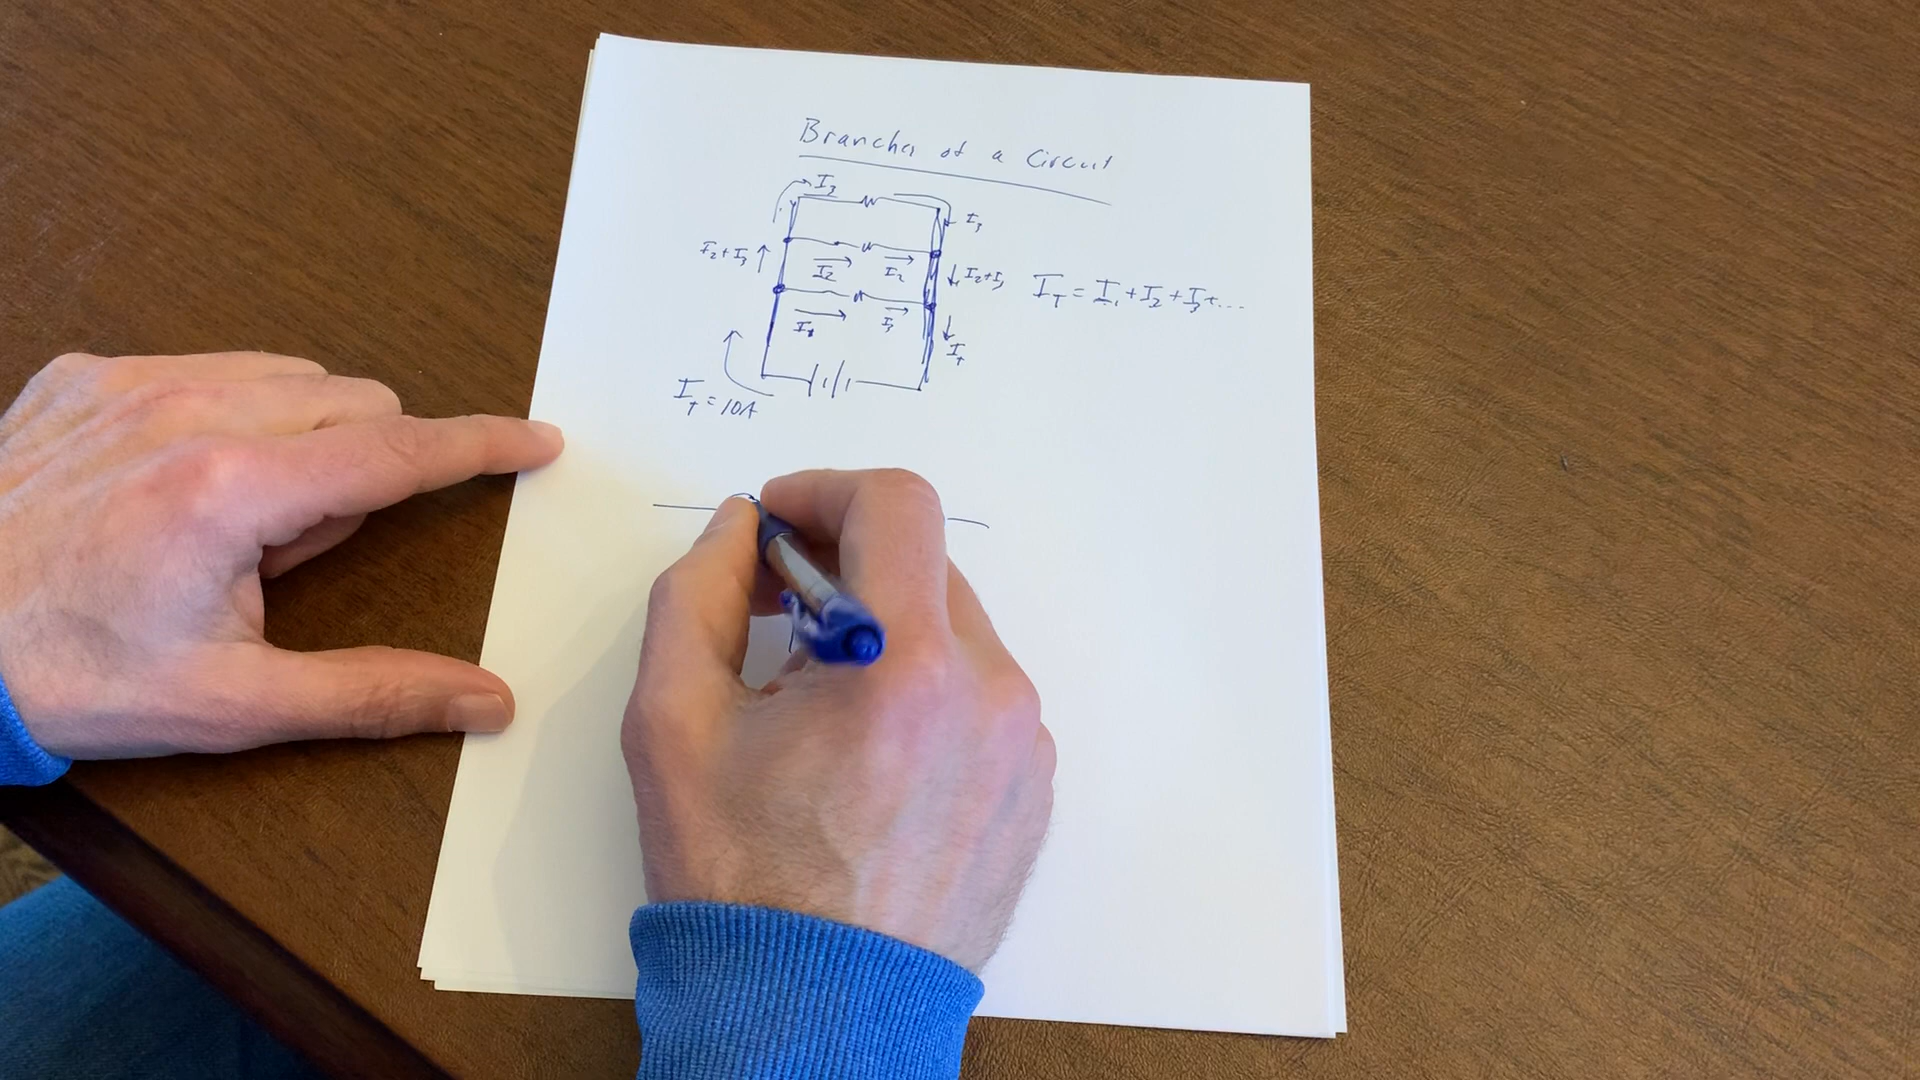 Branches of a Circuit
I3
I3
I2+I3
I2
I2
I2+I3
IT = I1 + I2 + I3 + ...
I1
IT
IT = 10A